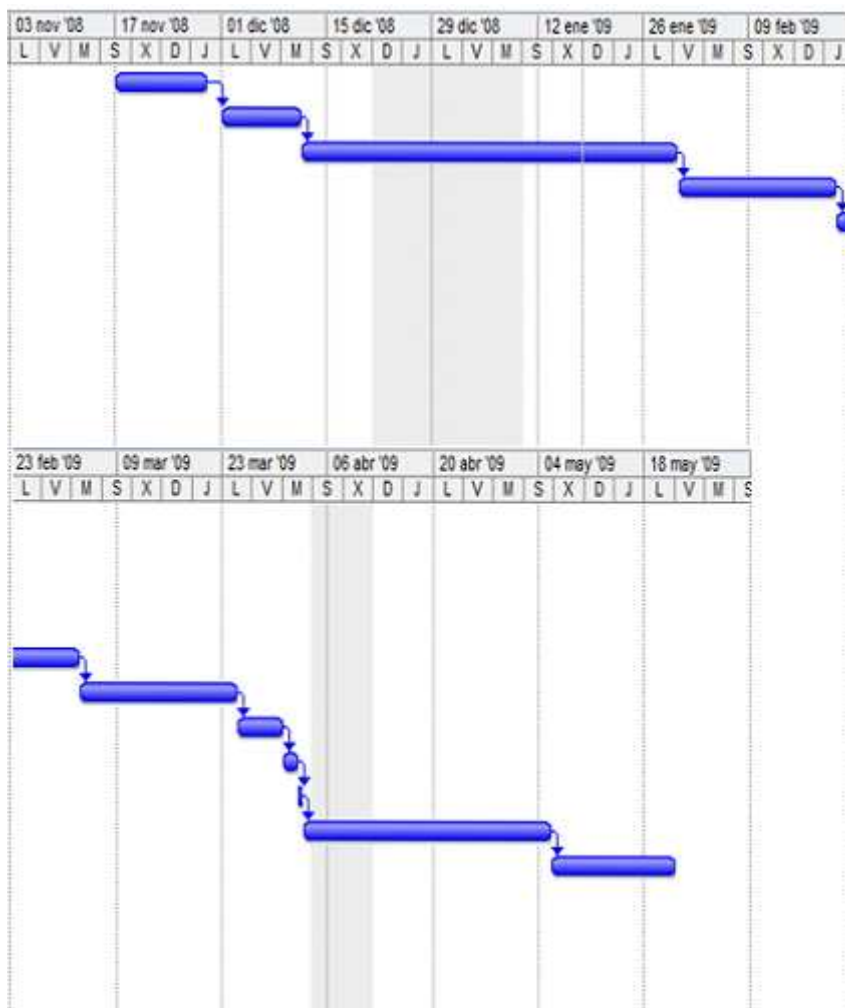 03 nov '08 17 nov '08 01 dic '08 15 dic '08 29 dic '08 12 ene '09 26 ene '09 09 feb '09
L V M S X D J L V M S X D J L V M S X D J L V M S X D J
23 feb '09 09 mar '09 23 mar '09 06 abr '09 20 abr '09 04 may '09 18 may '09
L V M S X D J L V M S X D J L V M S X D J L V M S